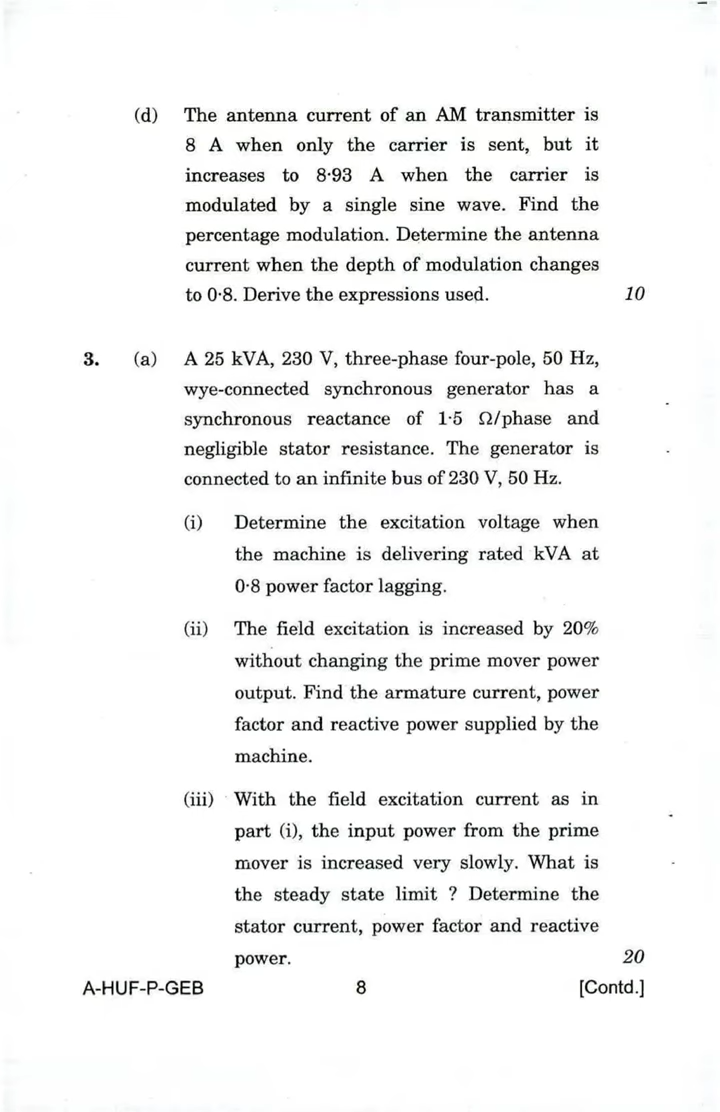 (d) The antenna current of an AM transmitter is
8 A when only the carrier is sent, but it
increases to 8·93 A when the carrier is
modulated by a single sine wave. Find the
percentage modulation. Determine the antenna
current when the depth of modulation changes
to 0·8. Derive the expressions used. 10
3. (a) A 25 kVA, 230 V, three-phase four-pole, 50 Hz,
wye-connected synchronous generator has a
synchronous reactance of 1·5 Ω/phase and
negligible stator resistance. The generator is
connected to an infinite bus of 230 V, 50 Hz.
(i) Determine the excitation voltage when
the machine is delivering rated kVA at
0·8 power factor lagging.
(ii) The field excitation is increased by 20%
without changing the prime mover power
output. Find the armature current, power
factor and reactive power supplied by the
machine.
(iii) With the field excitation current as in
part (i), the input power from the prime
mover is increased very slowly. What is
the steady state limit ? Determine the
stator current, power factor and reactive
power. 20
A-HUF-P-GEB 8 [Contd.]